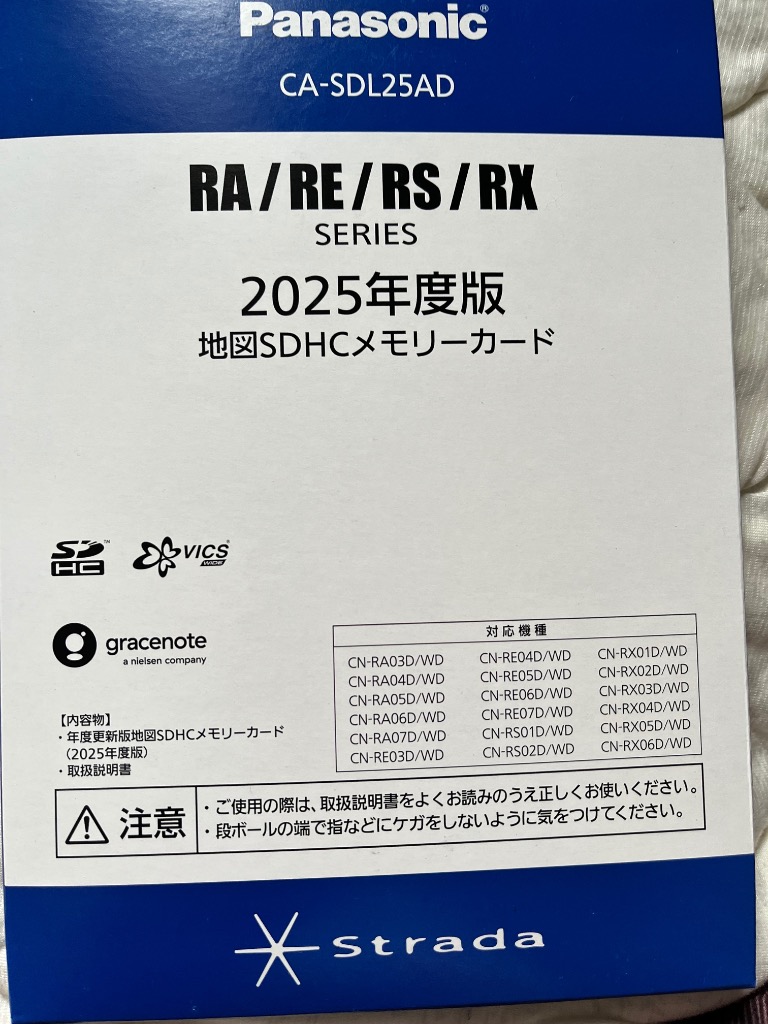 Panasonic®
CA-SDL25AD
RA/RE/RS/RX
SERIES
2025年度版
地図SDHCメモリーカード
SD HC™
VICS® WIDE
gracenote
a nielsen company
対応機種
CN-RA03D/WD CN-RE04D/WD CN-RX01D/WD
CN-RA04D/WD CN-RE05D/WD CN-RX02D/WD
CN-RA05D/WD CN-RE06D/WD CN-RX03D/WD
CN-RA06D/WD CN-RE07D/WD CN-RX04D/WD
CN-RA07D/WD CN-RS01D/WD CN-RX05D/WD
CN-RE03D/WD CN-RS02D/WD CN-RX06D/WD
【内容物】
・年度更新版地図SDHCメモリーカード
（2025年度版）
・取扱説明書
注意
・ご使用の際は、取扱説明書をよくお読みのうえ正しくお使いください。
・段ボールの端で指などにケガをしないように気をつけてください。
Strada